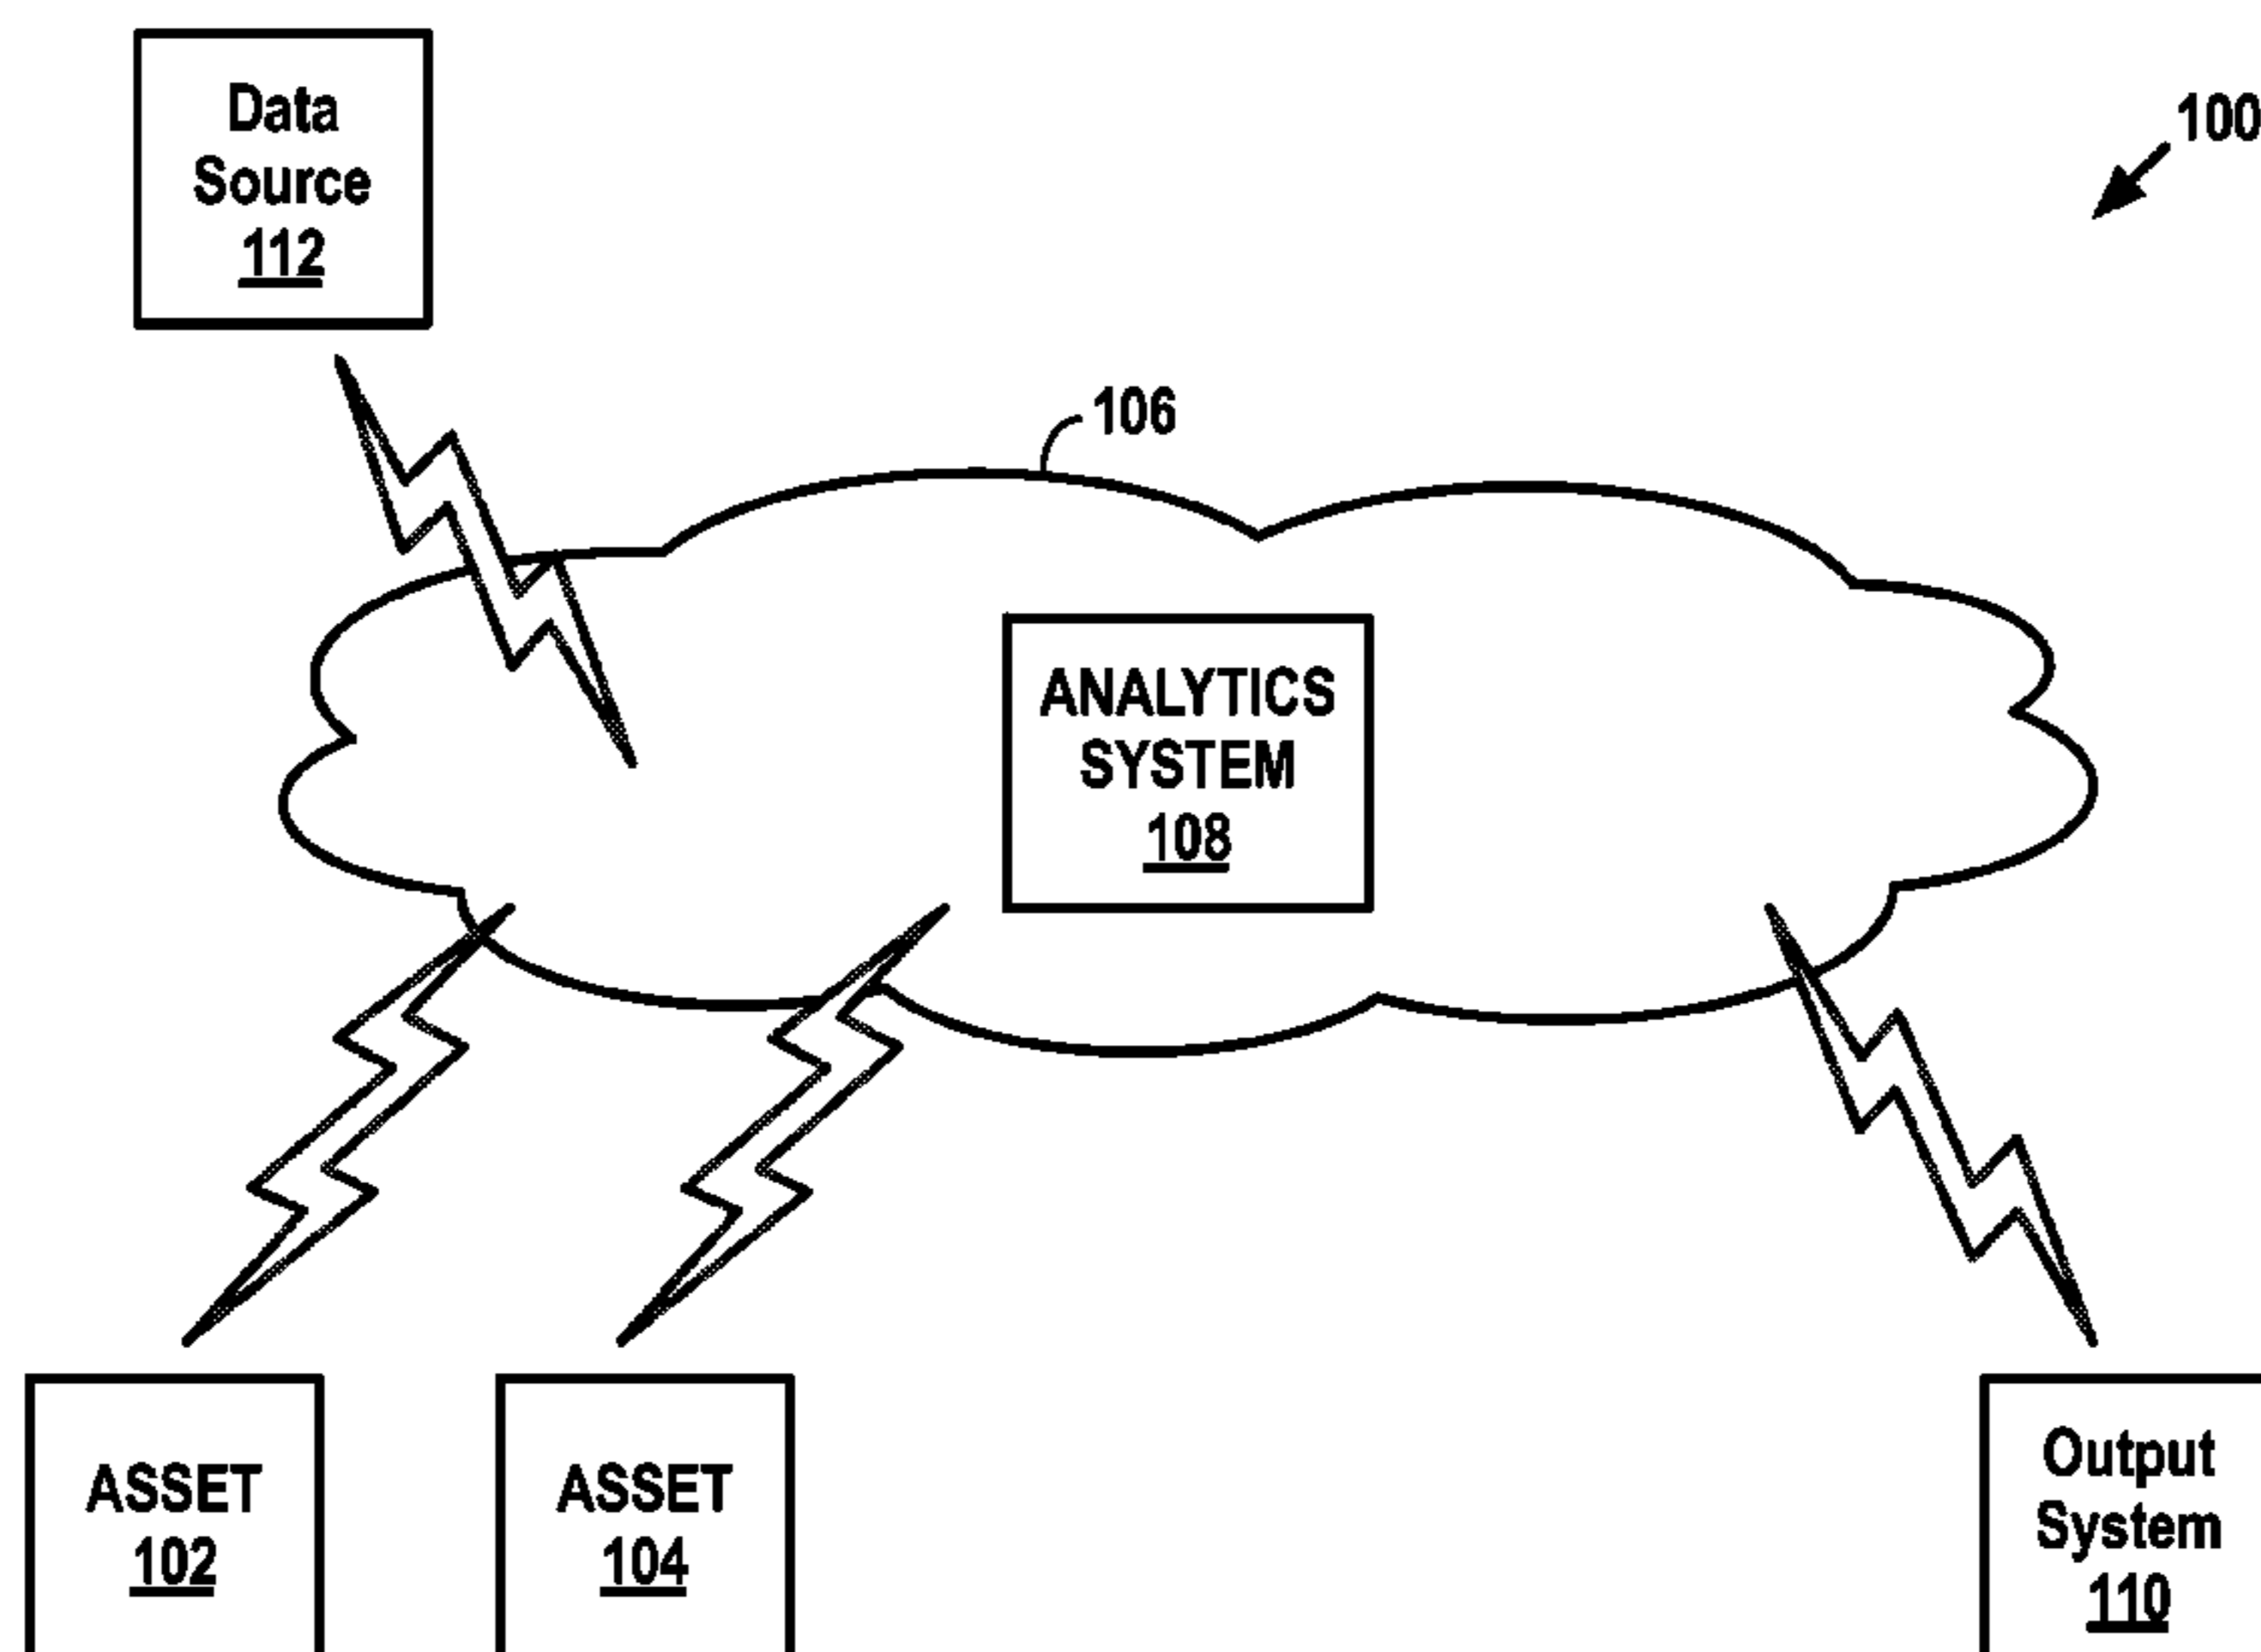 Data
Source
112
100
106
ANALYTICS
SYSTEM
108
ASSET
102
ASSET
104
Output
System
110